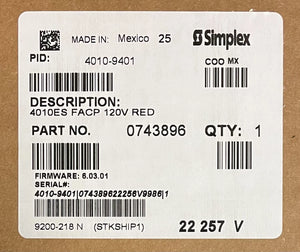 MADE IN: Mexico 25 Simplex
PID: 4010-9401 COO MX
DESCRIPTION:
4010ES FACP 120V RED
PART NO. 0743896 QTY: 1
FIRMWARE: 6.03.01
SERIAL#:
4010-9401|074389622256V9986|1
9200-218 N (STKSHIP1) 22 257 V